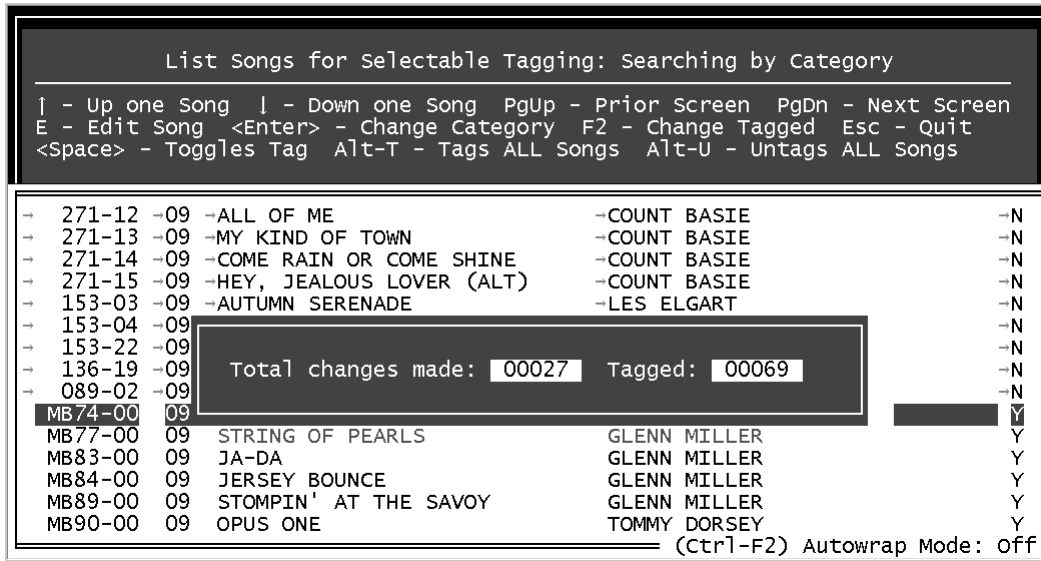 List Songs for Selectable Tagging: Searching by Category
↑ - Up one Song ↓ - Down one Song PgUp - Prior Screen PgDn - Next Screen
E - Edit Song <Enter> - Change Category F2 - Change Tagged Esc - Quit
<Space> - Toggles Tag Alt-T - Tags ALL Songs Alt-U - Untags ALL Songs
→ 271-12 →09 →ALL OF ME →COUNT BASIE →N
→ 271-13 →09 →MY KIND OF TOWN →COUNT BASIE →N
→ 271-14 →09 →COME RAIN OR COME SHINE →COUNT BASIE →N
→ 271-15 →09 →HEY, JEALOUS LOVER (ALT) →COUNT BASIE →N
→ 153-03 →09 →AUTUMN SERENADE →LES ELGART →N
→ 153-04 →09 →N
→ 153-22 →09 →N
→ 136-19 →09 →N
→ 089-02 →09 →N
Total changes made: 00027 Tagged: 00069
MB74-00 09 Y
MB77-00 09 STRING OF PEARLS GLENN MILLER Y
MB83-00 09 JA-DA GLENN MILLER Y
MB84-00 09 JERSEY BOUNCE GLENN MILLER Y
MB89-00 09 STOMPIN' AT THE SAVOY GLENN MILLER Y
MB90-00 09 OPUS ONE TOMMY DORSEY Y
(Ctrl-F2) Autowrap Mode: Off